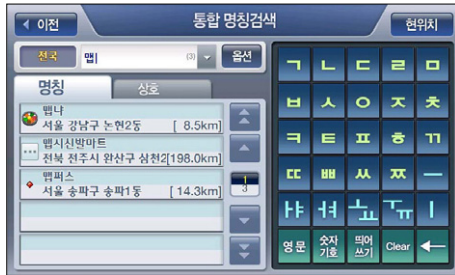 이전
통합 명칭검색
현위치
전국
맵
(3)
옵션
명칭
상호
맵나
서울 강남구 논현2동 [ 8.5km]
맵시신발마트
전북 전주시 완산구 삼천2[198.0km]
맵퍼스
서울 송파구 송파1동 [ 14.3km]
1
3
ㄱ ㄴ ㄷ ㄹ ㅁ
ㅂ ㅅ ㅇ ㅈ ㅊ
ㅋ ㅌ ㅍ ㅎ ㄲ
ㄸ ㅃ ㅆ ㅉ ㅡ
ㅏㅑ ㅓㅕ ㅗㅛ ㅜㅠ ㅣ
영문 숫자 기호 띄어 쓰기 Clear ←